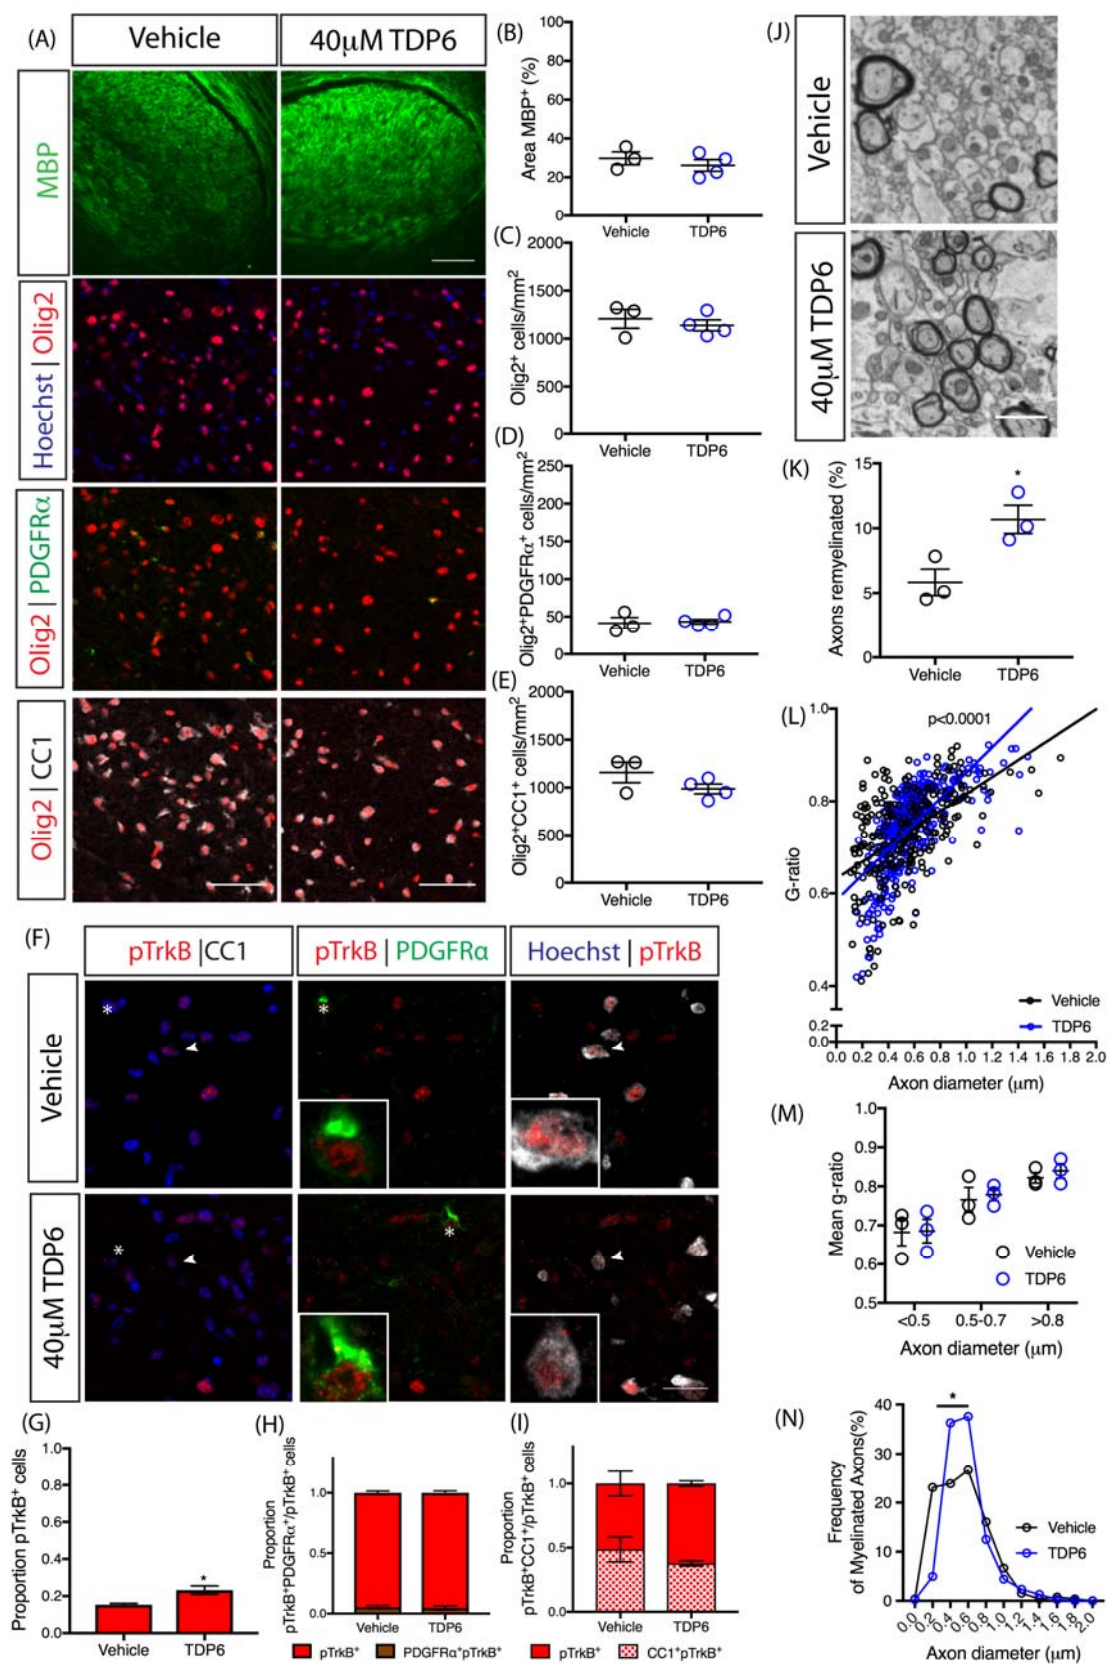 (A)
Vehicle
40µM TDP6
MBP
Hoechst | Olig2
Olig2 | PDGFRα
Olig2 | CC1
(B)
Area MBP+ (%)
100
80
60
40
20
0
Vehicle
TDP6
(C)
Olig2+ cells/mm2
2000
1500
1000
500
0
Vehicle
TDP6
(D)
Olig2+PDGFRα+ cells/mm2
250
200
150
100
50
0
Vehicle
TDP6
(E)
Olig2+CC1+ cells/mm2
2000
1500
1000
500
0
Vehicle
TDP6
(F)
pTrkB |CC1
pTrkB | PDGFRα
Hoechst | pTrkB
Vehicle
*
*
40µM TDP6
*
*
(G)
Proportion pTrkB+ cells
1.0
0.8
0.6
0.4
0.2
0.0
*
Vehicle
TDP6
(H)
Proportion
pTrkB+PDGFRα+/pTrkB+ cells
1.0
0.5
0.0
Vehicle
TDP6
pTrkB+
PDGFRα+pTrkB+
(I)
Proportion
pTrkB+CC1+/pTrkB+ cells
1.0
0.5
0.0
Vehicle
TDP6
pTrkB+
CC1+pTrkB+
(J)
Vehicle
40µM TDP6
(K)
Axons remyelinated (%)
15
10
5
0
*
Vehicle
TDP6
(L)
G-ratio
1.0
0.8
0.6
0.4
0.2
0.0
p<0.0001
Vehicle
TDP6
0.0 0.2 0.4 0.6 0.8 1.0 1.2 1.4 1.6 1.8 2.0
Axon diameter (µm)
(M)
Mean g-ratio
1.0
0.9
0.8
0.7
0.6
0.5
Vehicle
TDP6
<0.5 0.5-0.7 >0.8
Axon diameter (µm)
(N)
Frequency
of Myelinated Axons(%)
40
30
20
10
0
*
Vehicle
TDP6
0.0 0.2 0.4 0.6 0.8 1.0 1.2 1.4 1.6 1.8 2.0
Axon diameter (µm)